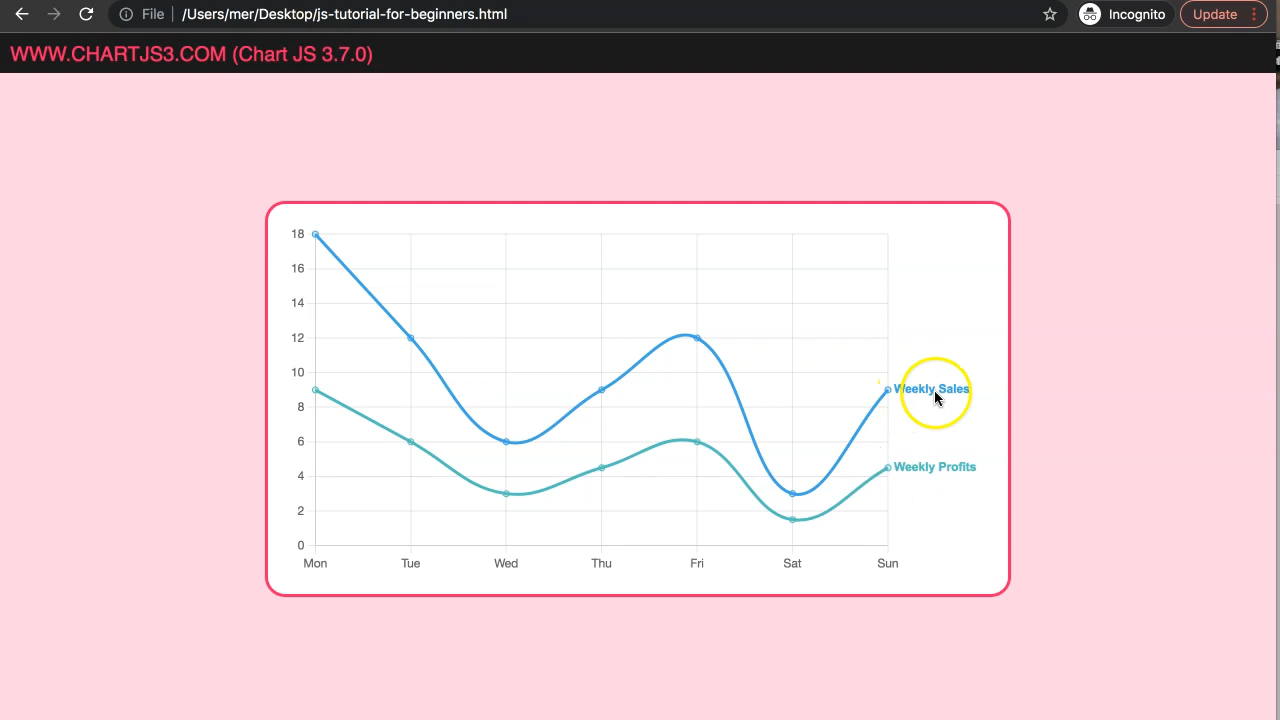 File
/Users/mer/Desktop/js-tutorial-for-beginners.html
Incognito
Update
WWW.CHARTJS3.COM (Chart JS 3.7.0)
18
16
14
12
10
8
6
4
2
0
Weekly Sales
Weekly Profits
Mon Tue Wed Thu Fri Sat Sun